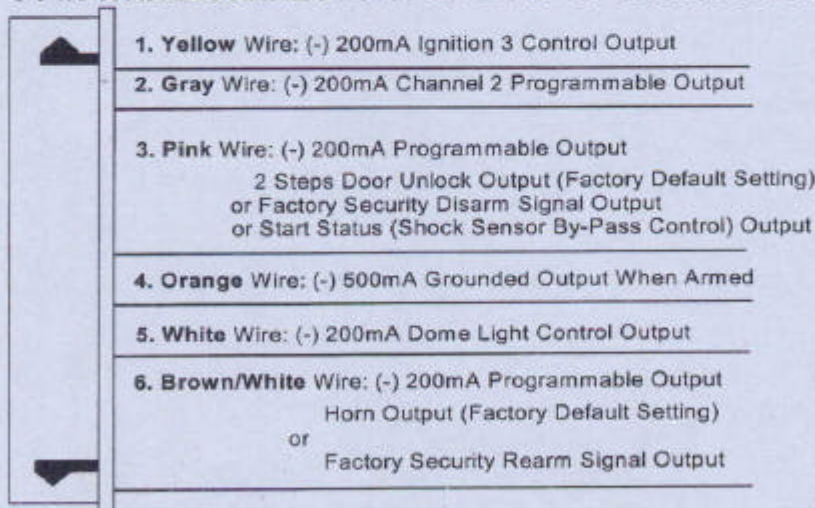 1. Yellow Wire: (-) 200mA Ignition 3 Control Output
2. Gray Wire: (-) 200mA Channel 2 Programmable Output
3. Pink Wire: (-) 200mA Programmable Output
2 Steps Door Unlock Output (Factory Default Setting)
or Factory Security Disarm Signal Output
or Start Status (Shock Sensor By-Pass Control) Output
4. Orange Wire: (-) 500mA Grounded Output When Armed
5. White Wire: (-) 200mA Dome Light Control Output
6. Brown/White Wire: (-) 200mA Programmable Output
Horn Output (Factory Default Setting)
or
Factory Security Rearm Signal Output